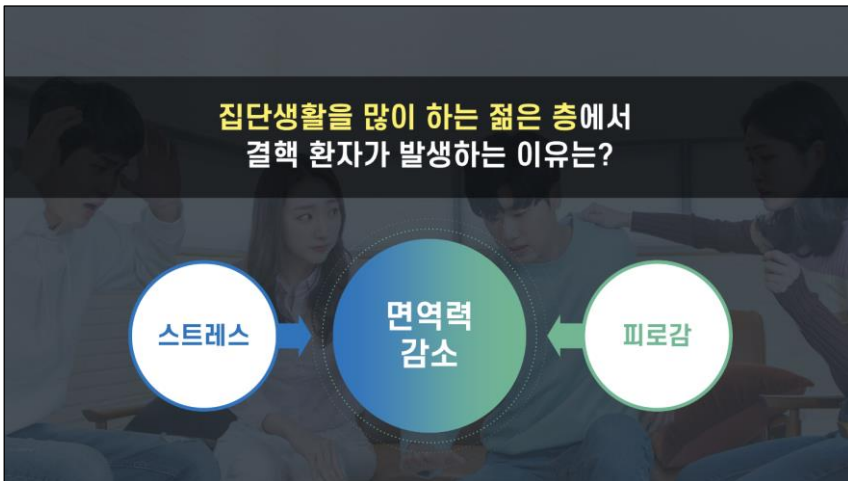 집단생활을 많이 하는 젊은 층에서
결핵 환자가 발생하는 이유는?
스트레스
면역력
감소
피로감